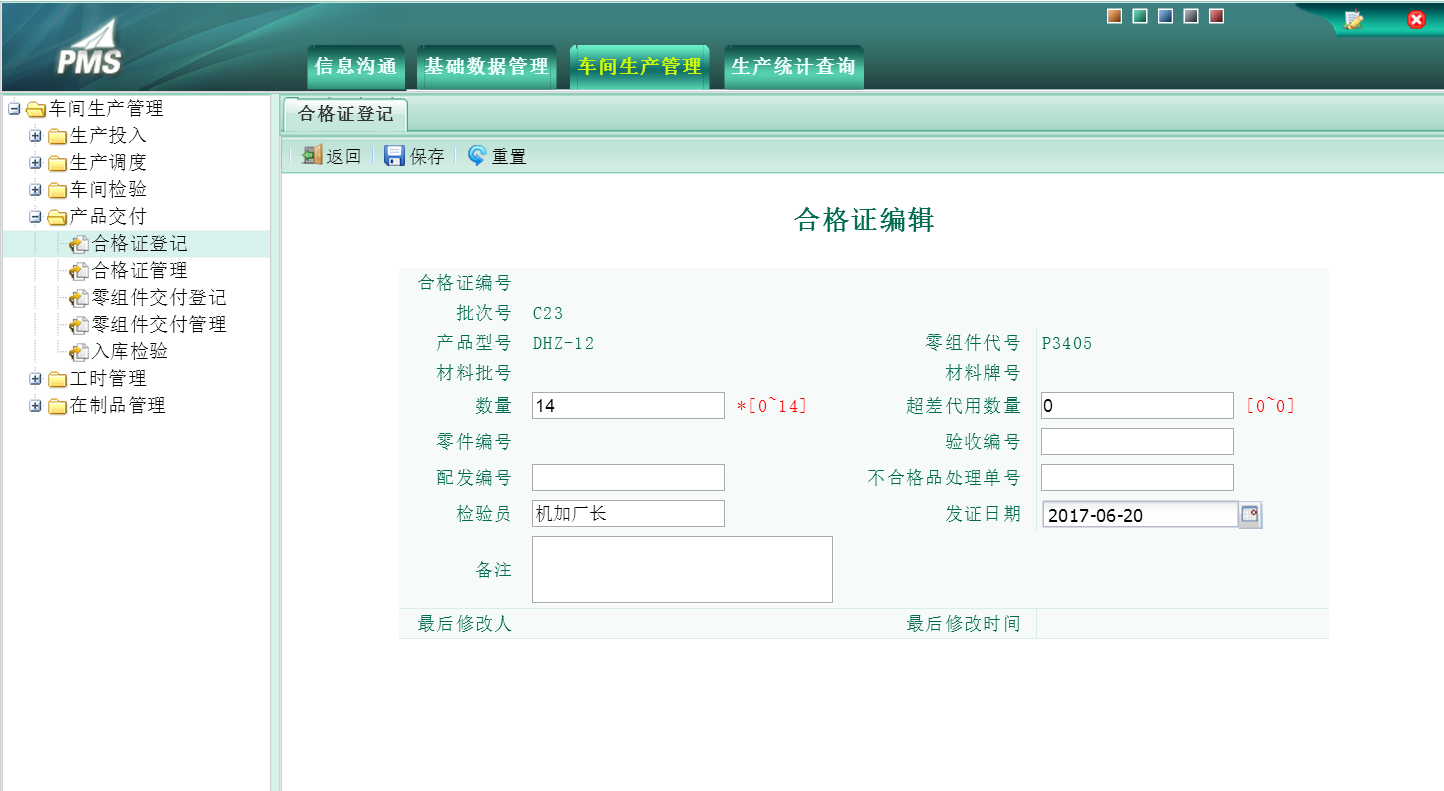 PMS
信息沟通 基础数据管理 车间生产管理 生产统计查询
车间生产管理
生产投入
生产调度
车间检验
产品交付
合格证登记
合格证管理
零组件交付登记
零组件交付管理
入库检验
工时管理
在制品管理
合格证登记
返回 保存 重置
合格证编辑
合格证编号
批次号 C23
产品型号 DHZ-12 零组件代号 P3405
材料批号 材料牌号
数量 14 *[0~14] 超差代用数量 0 [0~0]
零件编号 验收编号
配发编号 不合格品处理单号
检验员 机加厂长 发证日期 2017-06-20
备注
最后修改人 最后修改时间